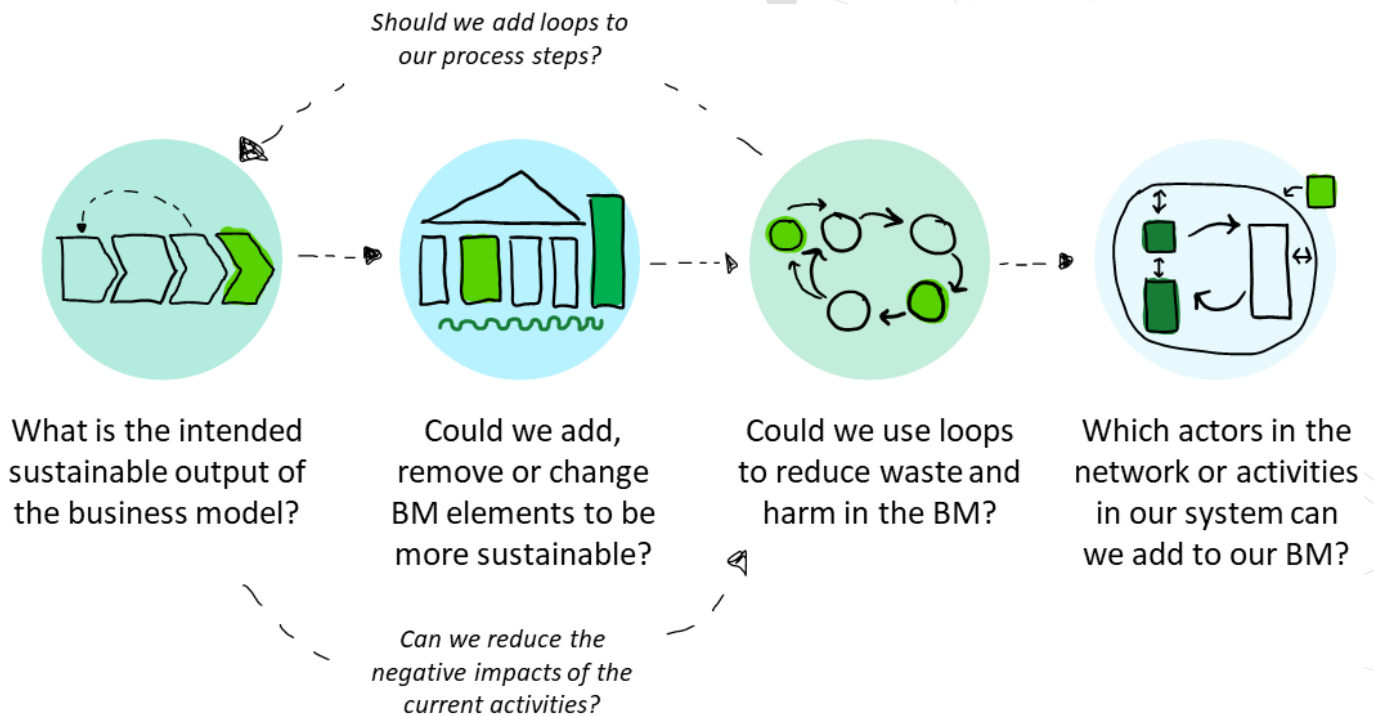 Should we add loops to
our process steps?
What is the intended
sustainable output of
the business model?
Could we add,
remove or change
BM elements to be
more sustainable?
Could we use loops
to reduce waste and
harm in the BM?
Which actors in the
network or activities
in our system can
we add to our BM?
Can we reduce the
negative impacts of the
current activities?